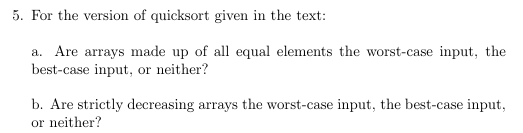 5. For the version of quicksort given in the text:
a. Are arrays made up of all equal elements the worst-case input, the
best-case input, or neither?
b. Are strictly decreasing arrays the worst-case input, the best-case input,
or neither?